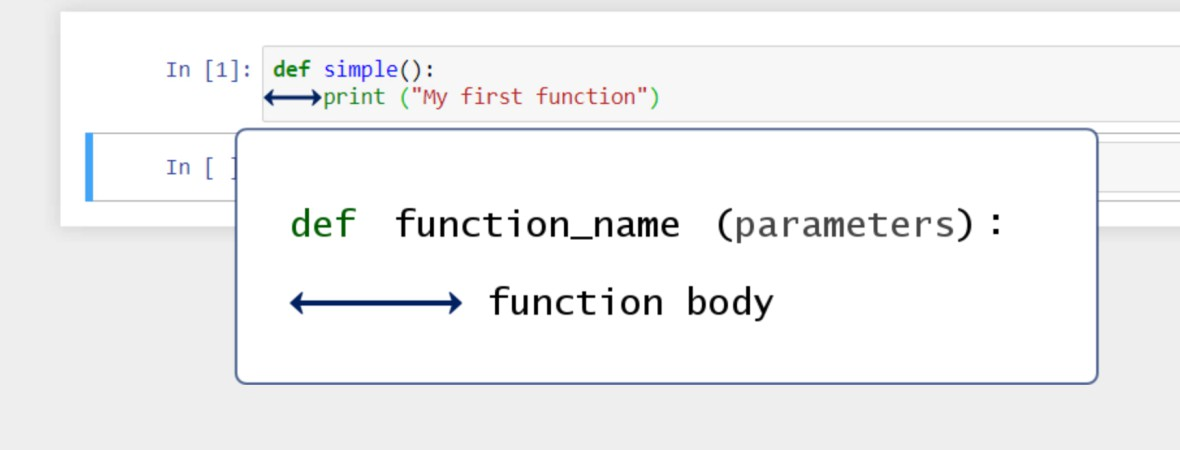 In [1]: def simple():
print ("My first function")
In [ ]
def function_name (parameters):
function body